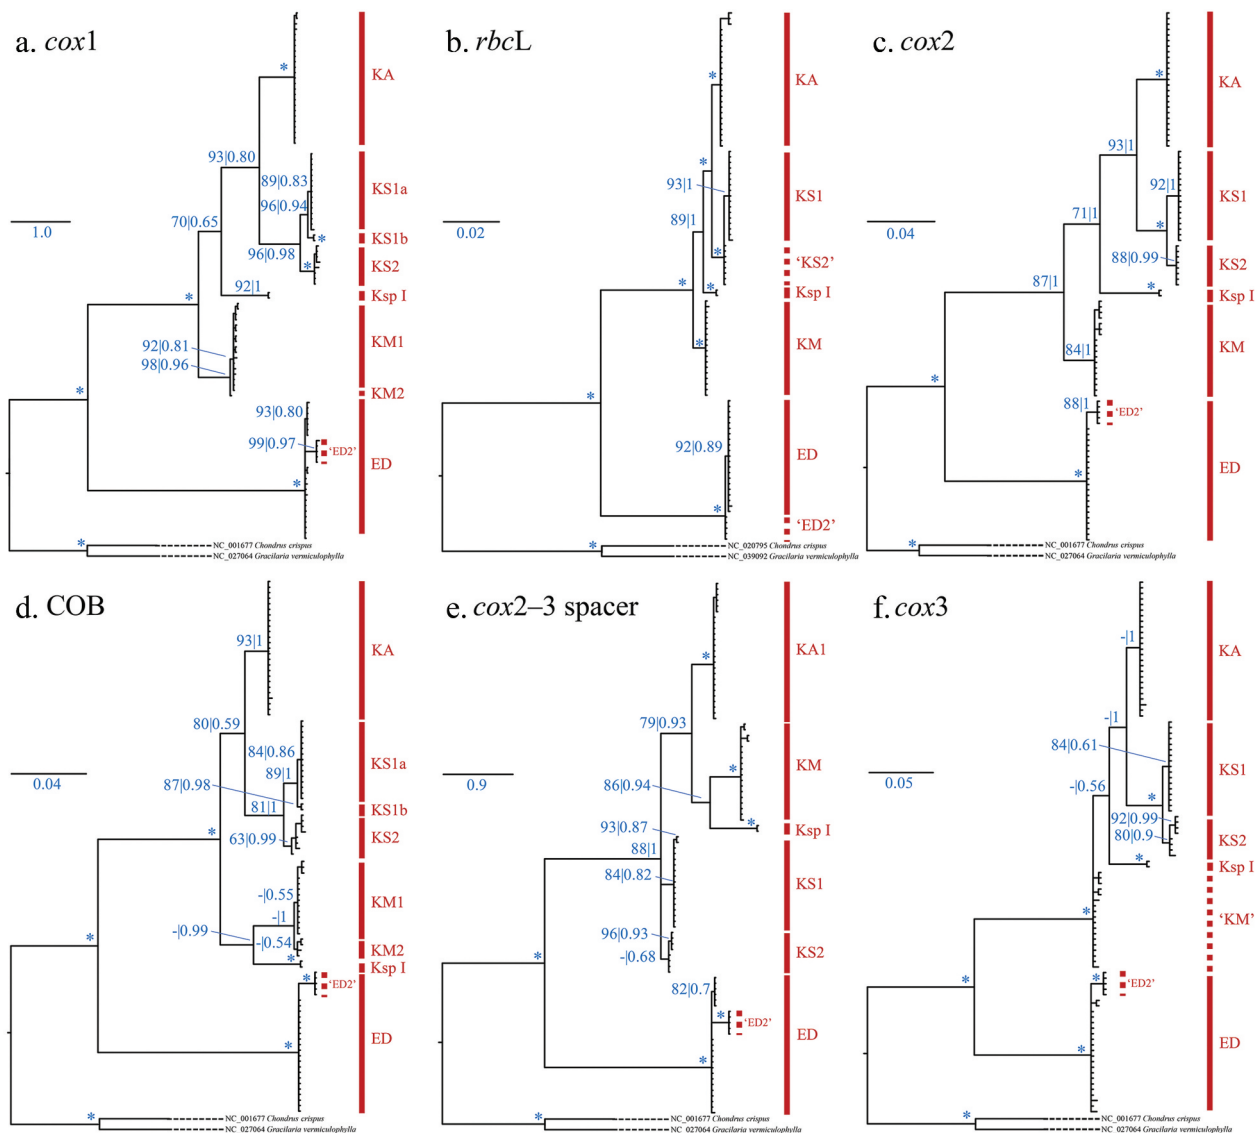 a. cox1
KA
*
93|0.80
89|0.83
KS1a
96|0.94
70|0.65
KS1b
*
1.0
96|0.98
*
KS2
92|1
Ksp I
*
92|0.81
KM1
98|0.96
*
KM2
93|0.80
99|0.97
'ED2'
ED
*
*
NC_001677 Chondrus crispus
NC_027064 Gracilaria vermiculophylla
b. rbcL
*
KA
*
93|1
KS1
89|1
0.02
*
'KS2'
*
*
Ksp I
*
KM
*
92|0.89
ED
*
'ED2'
*
NC_020795 Chondrus crispus
NC_039092 Gracilaria vermiculophylla
c. cox2
*
KA
93|1
92|1
KS1
71|1
*
0.04
88|0.99
KS2
87|1
*
Ksp I
84|1
KM
*
88|1
'ED2'
*
ED
*
NC_001677 Chondrus crispus
NC_027064 Gracilaria vermiculophylla
d. COB
93|1
KA
80|0.59
84|0.86
KS1a
89|1
0.04
87|0.98
81|1
KS1b
*
63|0.99
KS2
-|0.55
KM1
-|1
-|0.99
-|0.54
KM2
*
*
Ksp I
*
'ED2'
ED
*
*
NC_001677 Chondrus crispus
NC_027064 Gracilaria vermiculophylla
e. cox2–3 spacer
*
KA1
79|0.93
*
KM
0.9
86|0.94
93|0.87
*
Ksp I
88|1
84|0.82
KS1
96|0.93
-|0.68
KS2
*
82|0.7
*
'ED2'
ED
*
*
NC_001677 Chondrus crispus
NC_027064 Gracilaria vermiculophylla
f. cox3
-|1
KA
-|1
84|0.61
KS1
0.05
-|0.56
*
92|0.99
80|0.9
KS2
*
Ksp I
*
'KM'
*
*
'ED2'
ED
*
*
NC_001677 Chondrus crispus
NC_027064 Gracilaria vermiculophylla